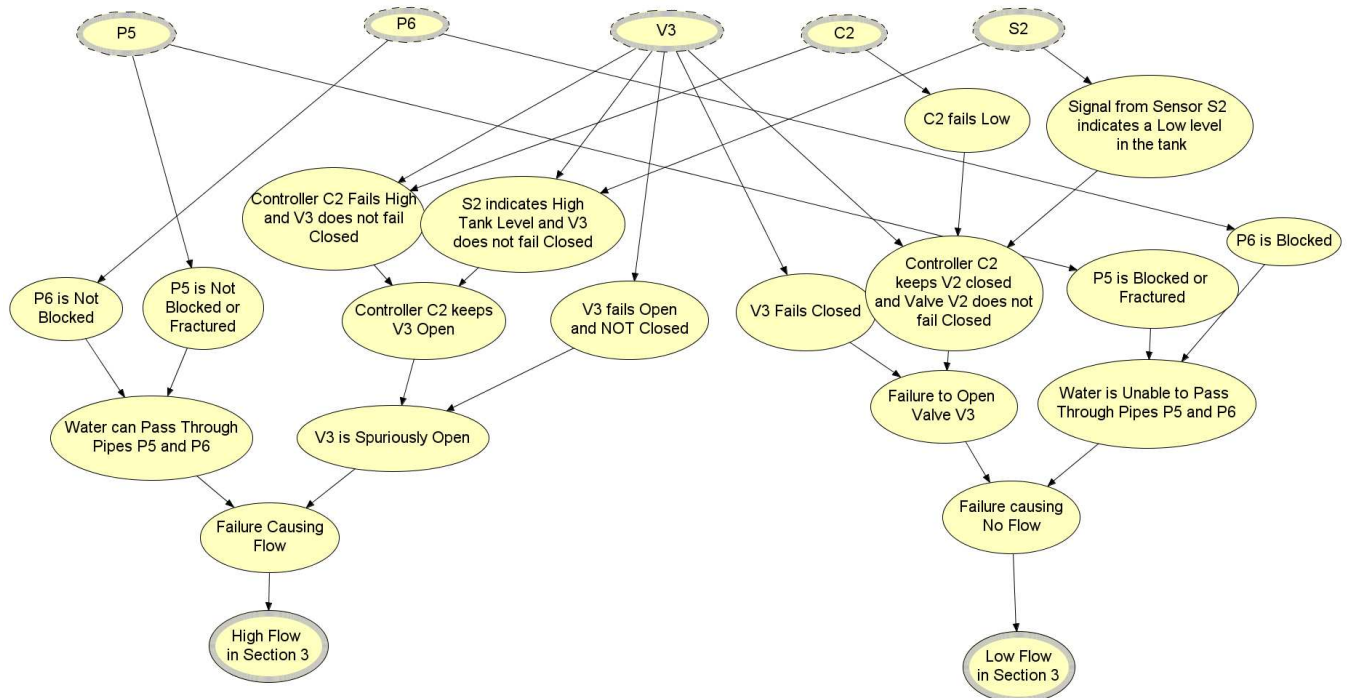 P5
P6
V3
C2
S2
C2 fails Low
Signal from Sensor S2
indicates a Low level
in the tank
Controller C2 Fails High
and V3 does not fail
Closed
S2 indicates High
Tank Level and V3
does not fail Closed
P6 is Blocked
P6 is Not
Blocked
P5 is Not
Blocked or
Fractured
Controller C2 keeps
V3 Open
V3 fails Open
and NOT Closed
V3 Fails Closed
Controller C2
keeps V2 closed
and Valve V2 does not
fail Closed
P5 is Blocked or
Fractured
Water can Pass Through
Pipes P5 and P6
V3 is Spuriously Open
Failure to Open
Valve V3
Water is Unable to Pass
Through Pipes P5 and P6
Failure Causing
Flow
Failure causing
No Flow
High Flow
in Section 3
Low Flow
in Section 3